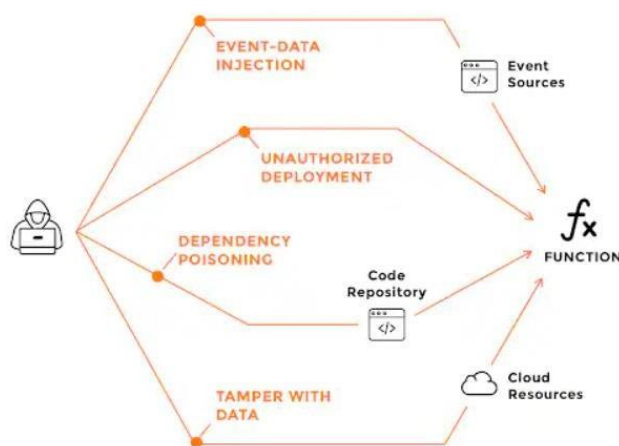 EVENT-DATA
INJECTION
Event
Sources
</>
UNAUTHORIZED
DEPLOYMENT
fx
FUNCTION
DEPENDENCY
POISONING
Code
Repository
</>
TAMPER WITH
DATA
Cloud
Resources